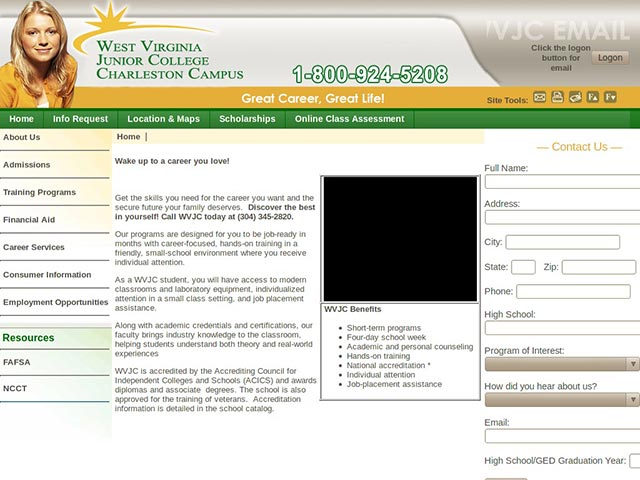 WVJC EMAIL
West Virginia
Junior College
Charleston Campus
1-800-924-5208
Click the logon
button for
email
Logon
Great Career, Great Life!
Site Tools:
Home
Info Request
Location & Maps
Scholarships
Online Class Assessment
About Us
Admissions
Training Programs
Financial Aid
Career Services
Consumer Information
Employment Opportunities
Resources
FAFSA
NCCT
Home |
Wake up to a career you love!
Get the skills you need for the career you want and the
secure future your family deserves. Discover the best
in yourself! Call WVJC today at (304) 345-2820.
Our programs are designed for you to be job-ready in
months with career-focused, hands-on training in a
friendly, small-school environment where you receive
individual attention.
As a WVJC student, you will have access to modern
classrooms and laboratory equipment, individualized
attention in a small class setting, and job placement
assistance.
Along with academic credentials and certifications, our
faculty brings industry knowledge to the classroom,
helping students understand both theory and real-world
experiences
WVJC is accredited by the Accrediting Council for
Independent Colleges and Schools (ACICS) and awards
diplomas and associate degrees. The school is also
approved for the training of veterans. Accreditation
information is detailed in the school catalog.
WVJC Benefits
Short-term programs
Four-day school week
Academic and personal counseling
Hands-on training
National accreditation *
Individual attention
Job-placement assistance
— Contact Us —
Full Name:
Address:
City:
State:
Zip:
Phone:
High School:
Program of Interest:
How did you hear about us?
Email:
High School/GED Graduation Year: